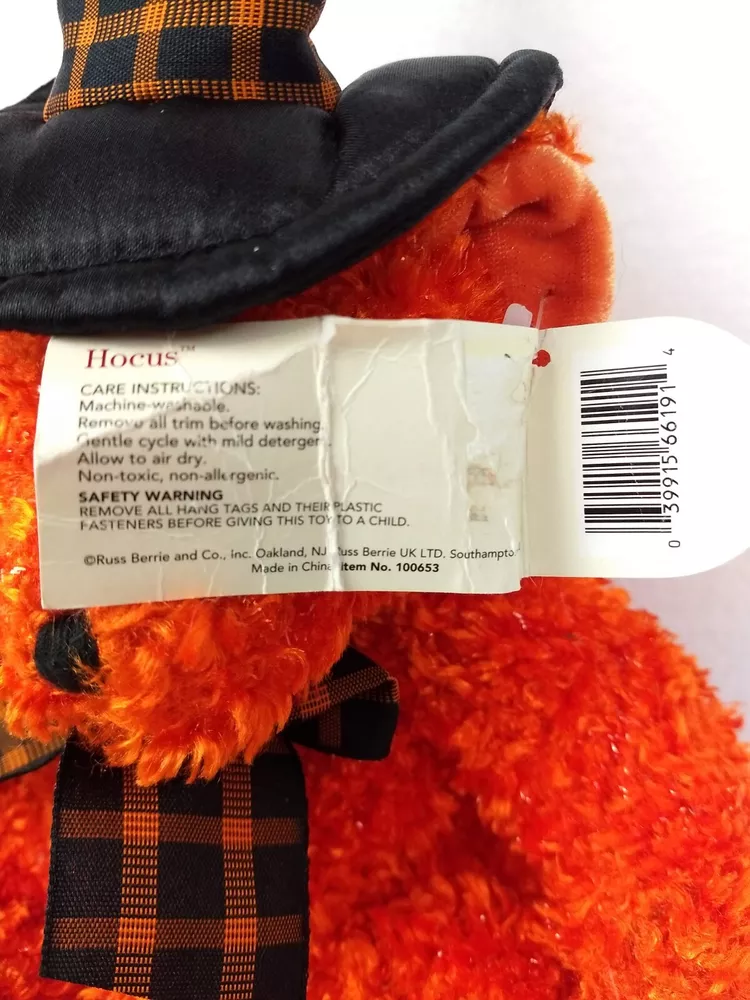 Hocus™
CARE INSTRUCTIONS:
Machine-washable.
Remove all trim before washing.
Gentle cycle with mild deterger
Allow to air dry.
Non-toxic, non-allergenic.
SAFETY WARNING
REMOVE ALL HANG TAGS AND THEIR PLASTIC
FASTENERS BEFORE GIVING THIS TOY TO A CHILD.
©Russ Berrie and Co., inc. Oakland, NJ uss Berrie UK LTD. Southampto
Made in China Item No. 100653
0 39915 66191 4